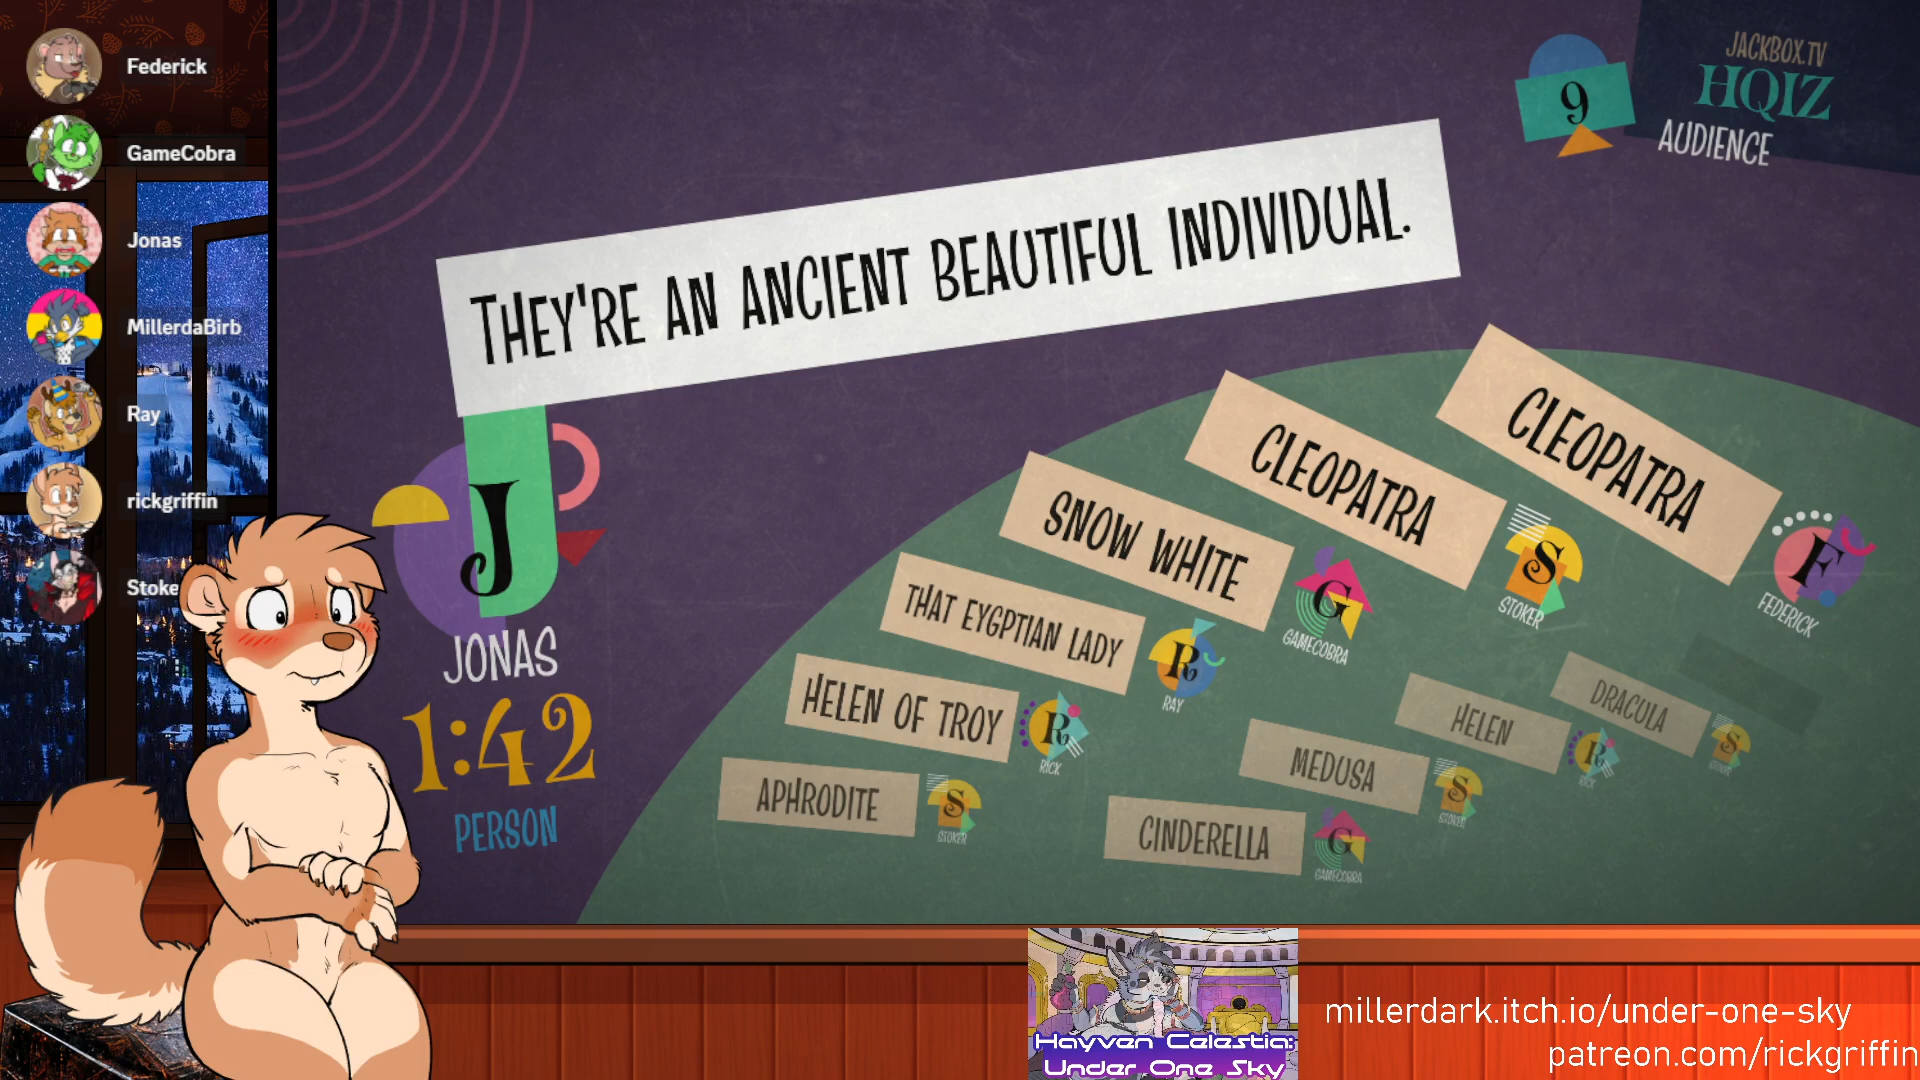 Federick
GameCobra
Jonas
MillerdaBirb
Ray
rickgriffin
Stoke
JACKBOX.TV
HQIZ
9
AUDIENCE
THEY'RE AN ANCIENT BEAUTIFUL INDIVIDUAL.
J
JONAS
1:42
PERSON
CLEOPATRA
F
FEDERICK
CLEOPATRA
S
STOKER
SNOW WHITE
G
GAMECOBRA
THAT EYGPTIAN LADY
R
RAY
HELEN OF TROY
R
RICK
APHRODITE
S
STOKER
DRACULA
S
STOKER
HELEN
R
RICK
MEDUSA
S
STOKER
CINDERELLA
G
GAMECOBRA
Hayven Celestia:
Under One Sky
millerdark.itch.io/under-one-sky
patreon.com/rickgriffin